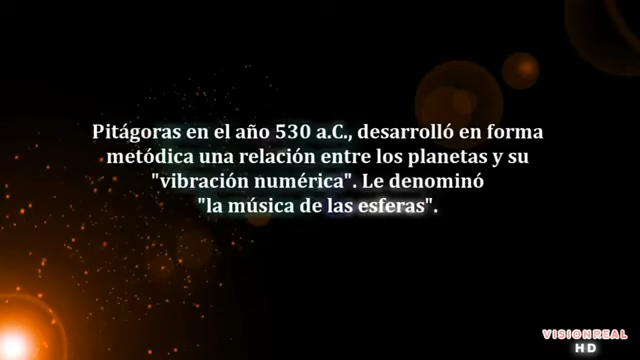 Pitágoras en el año 530 a.C., desarrolló en forma
metódica una relación entre los planetas y su
"vibración numérica". Le denominó
"la música de las esferas".
VISIONREAL
HD